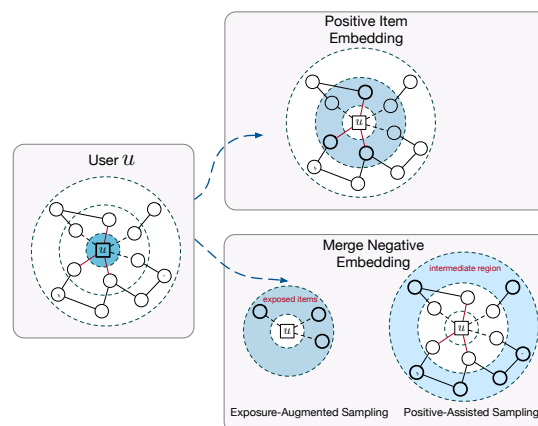 Positive Item
Embedding
u
User u
u
Merge Negative
Embedding
exposed items
u
intermediate region
u
Exposure-Augmented Sampling
Positive-Assisted Sampling